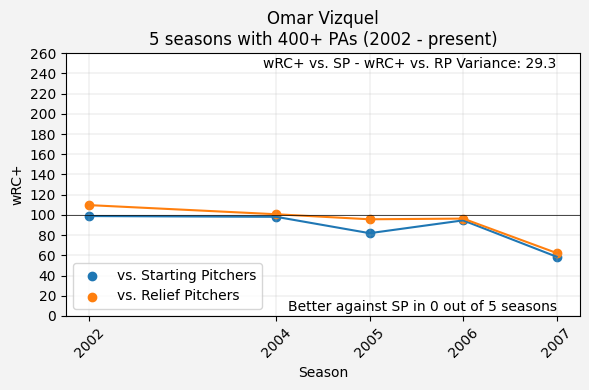 Omar Vizquel
5 seasons with 400+ PAs (2002 - present)
wRC+ vs. SP - wRC+ vs. RP Variance: 29.3
260
240
220
200
180
160
140
120
100
80
60
40
20
0
wRC+
vs. Starting Pitchers
vs. Relief Pitchers
Better against SP in 0 out of 5 seasons
2002
2004
2005
2006
2007
Season